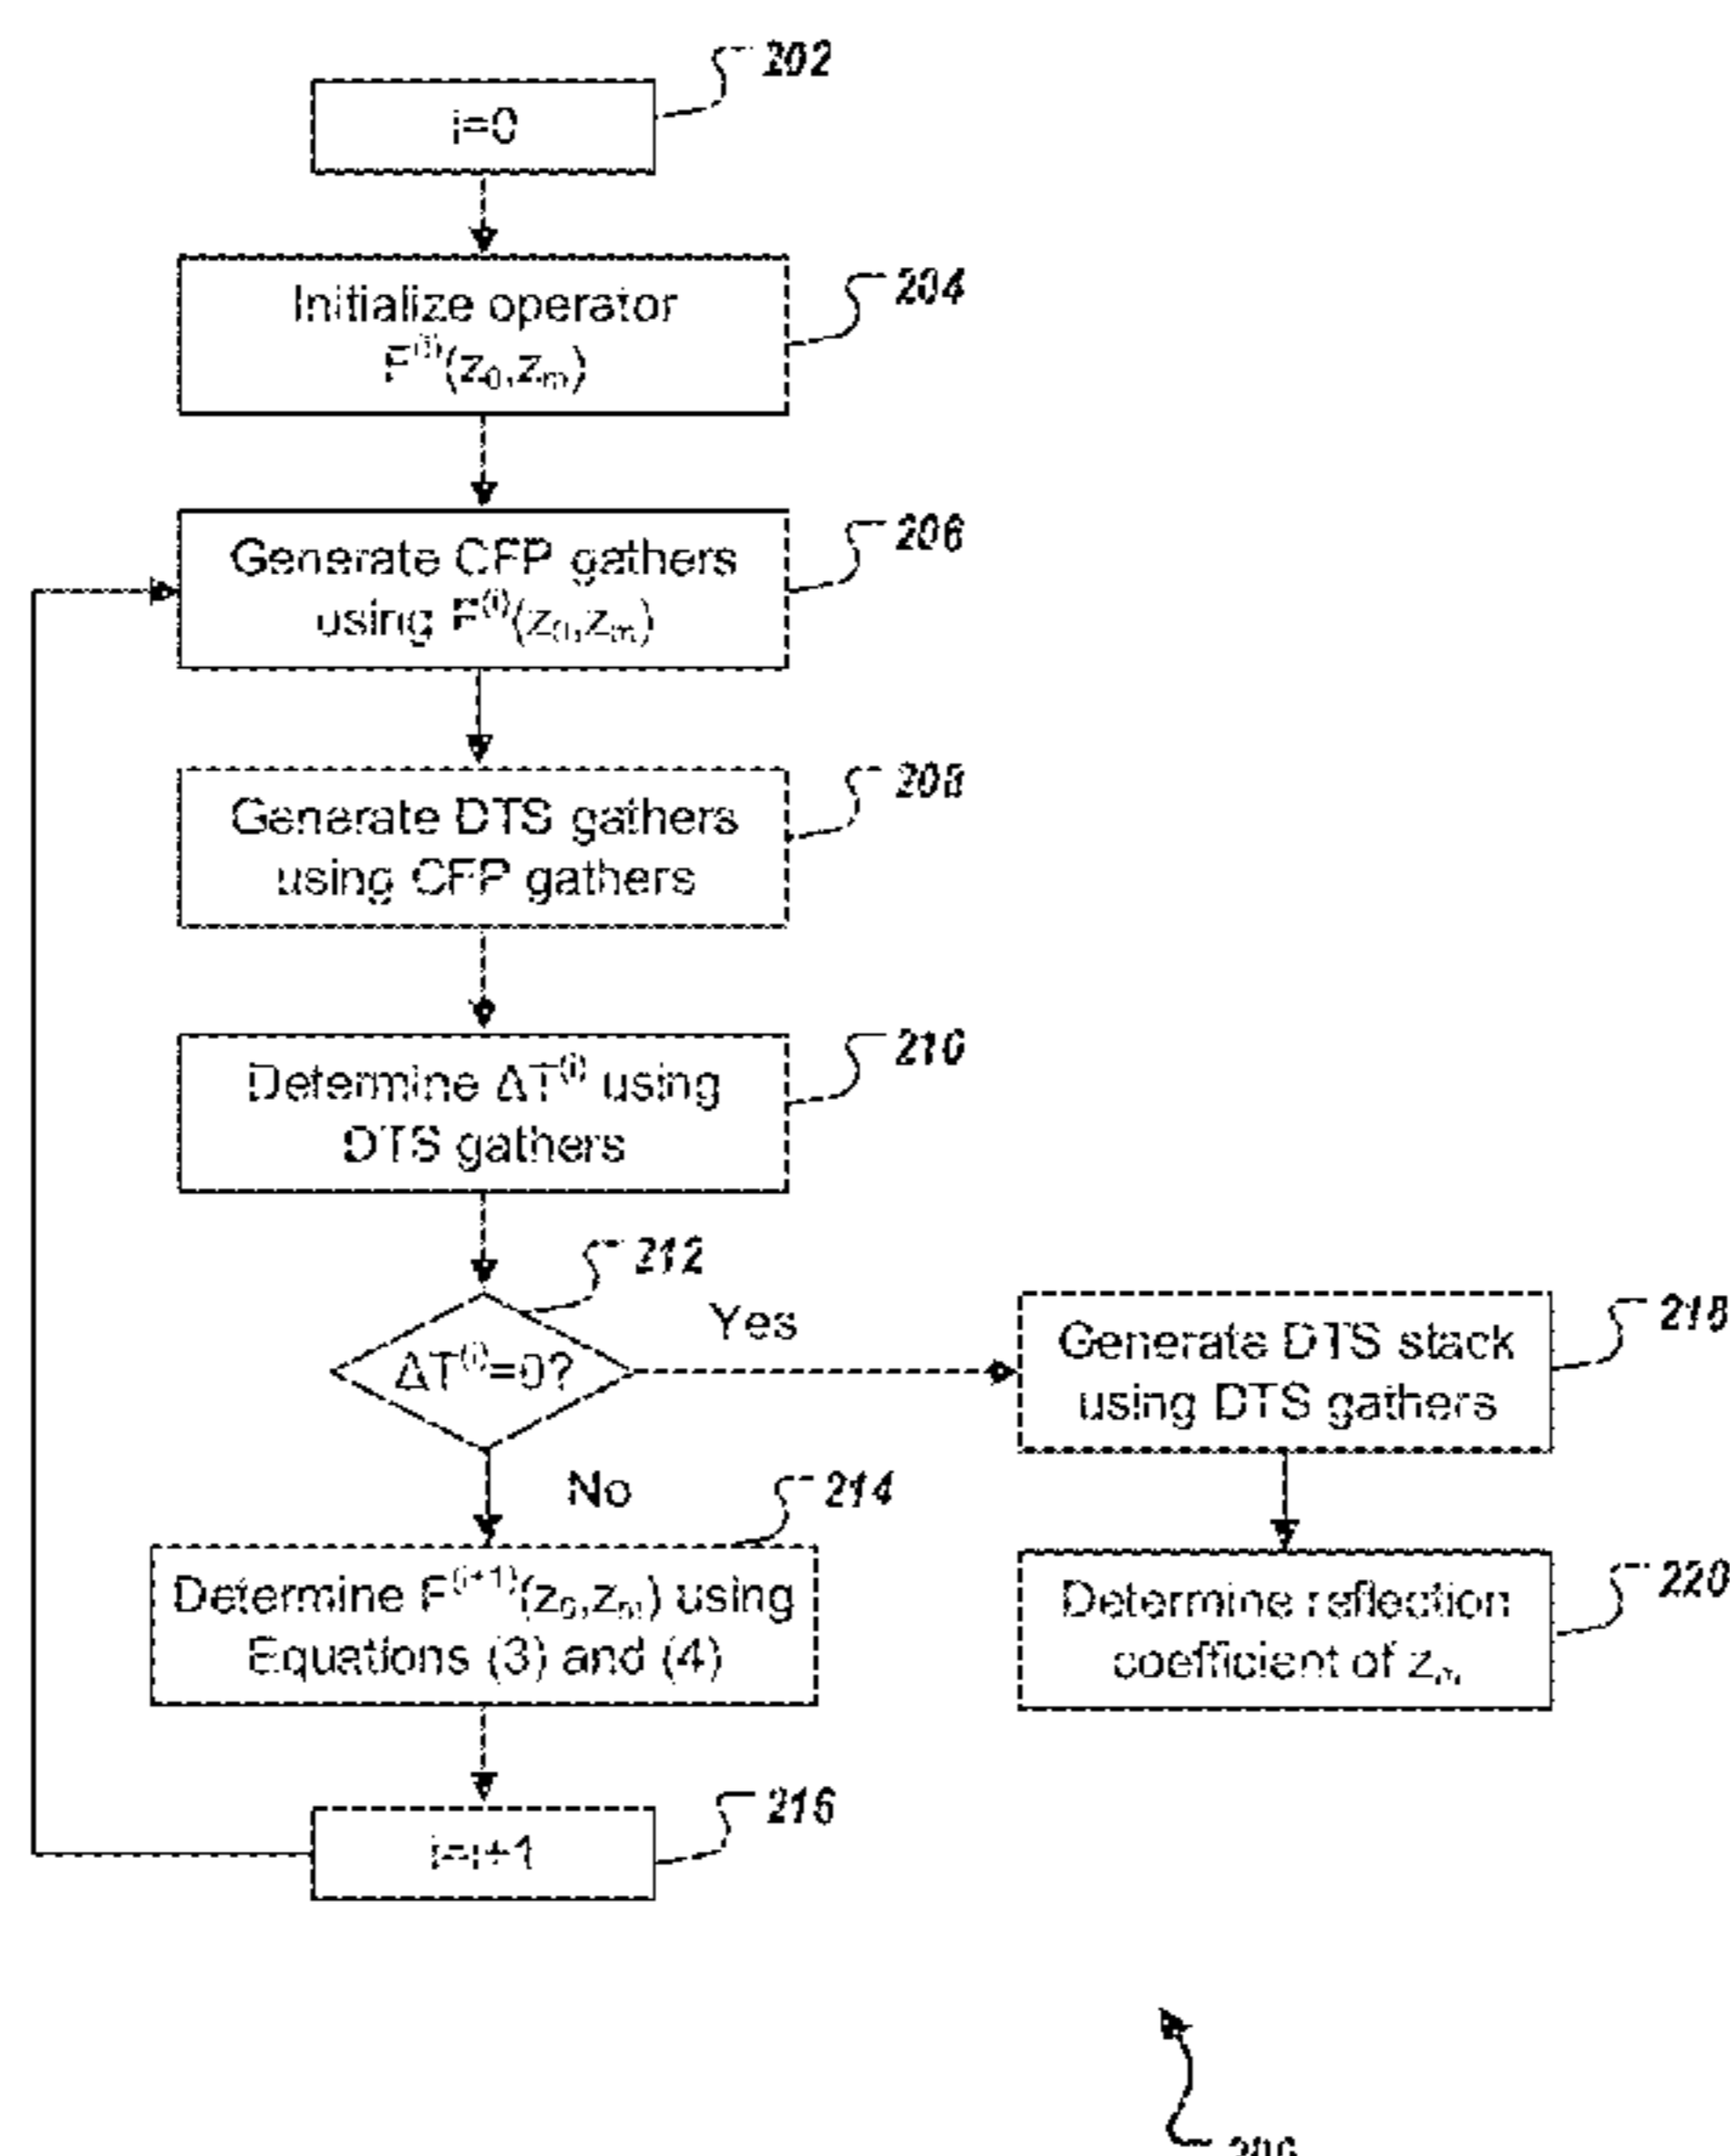 202
i=0
204
Initialize operator
F⁽ⁱ⁾(z₀,zₘ)
206
Generate CFP gathers
using F⁽ⁱ⁾(z₀,zₘ)
208
Generate DTS gathers
using CFP gathers
210
Determine ΔT⁽ⁱ⁾ using
DTS gathers
212
ΔT⁽ⁱ⁾=0?
Yes
218
Generate DTS stack
using DTS gathers
No
214
Determine F⁽ⁱ⁺¹⁾(z₀,zₘ) using
Equations (3) and (4)
220
Determine reflection
coefficient of zₘ
216
i=i+1